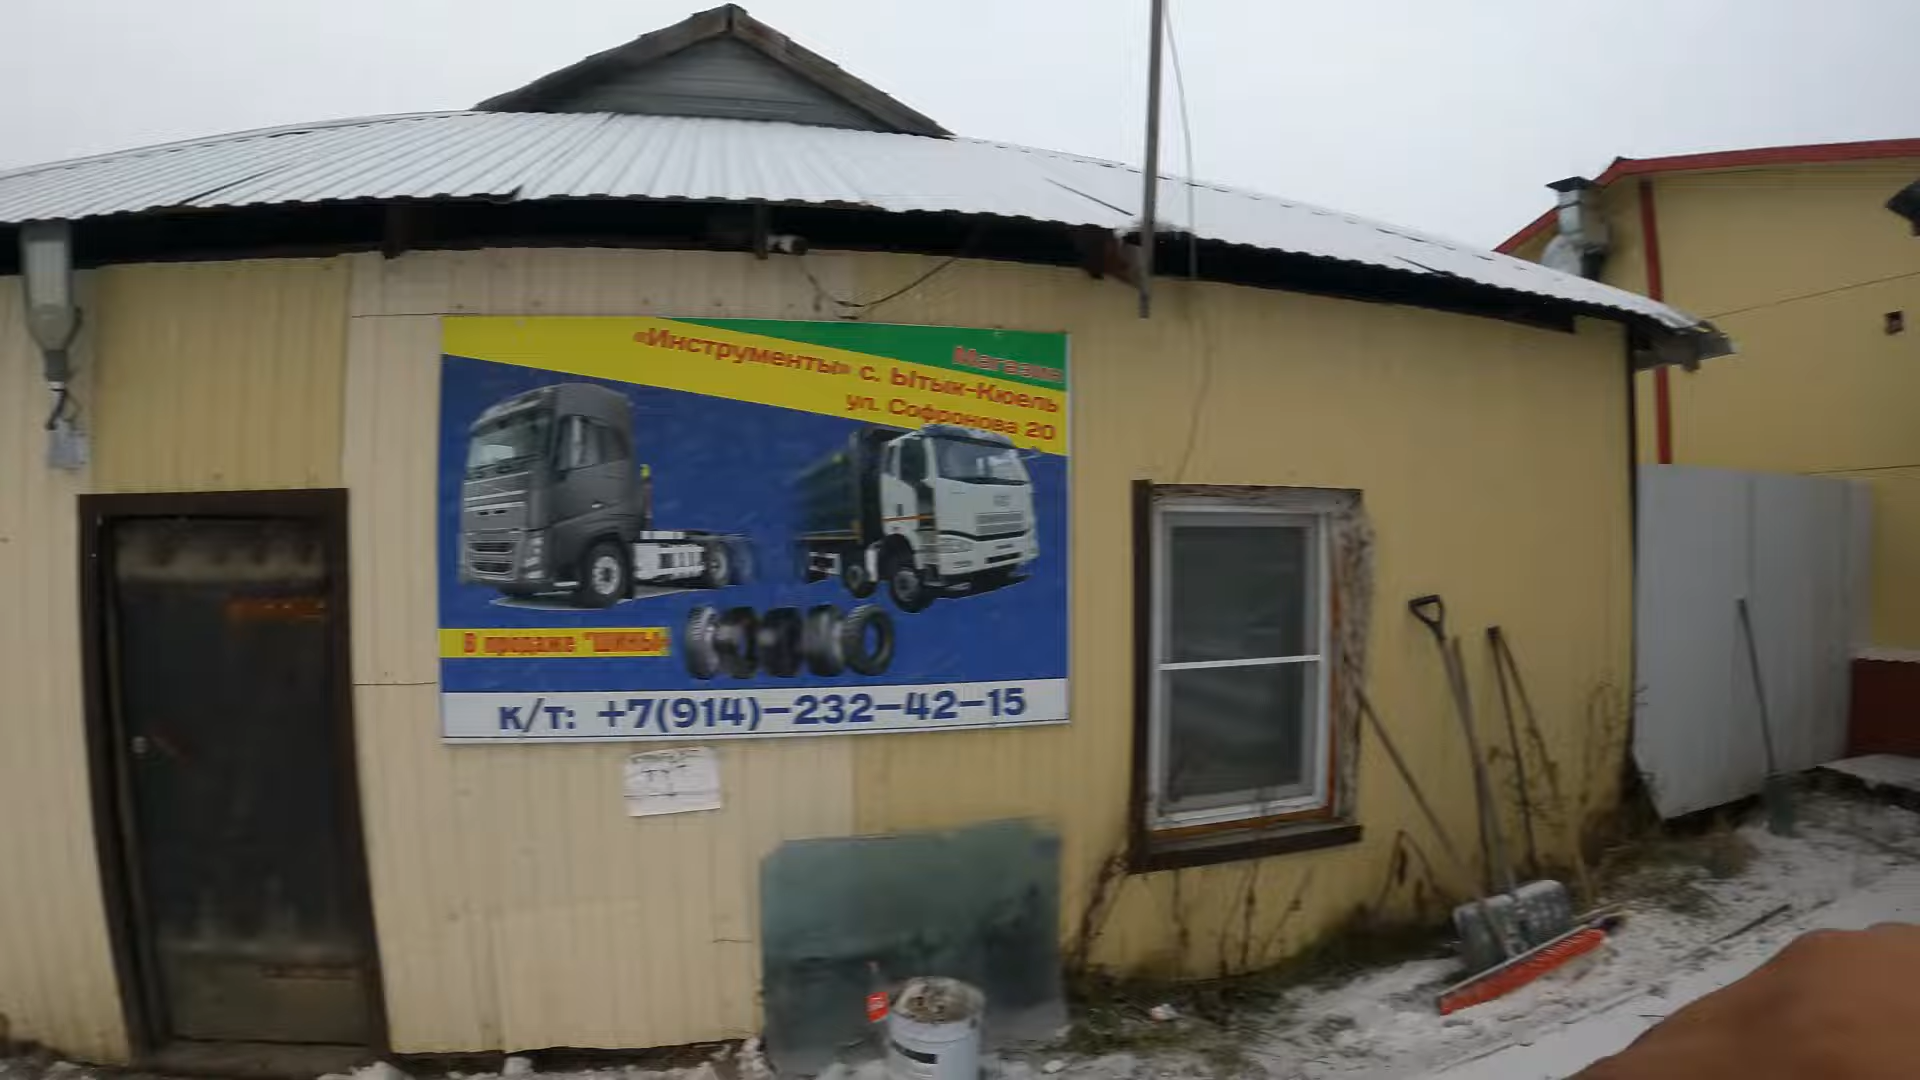 Магазин
«Инструменты» с. Ытык-Кюель
ул. Софронова 20
В продаже "ШИНЫ"
к/т: +7(914)-232-42-15